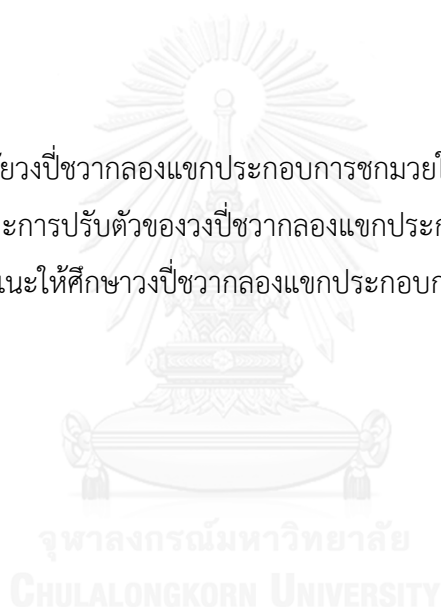 ัยวงปี่ชวากลองแขกประกอบการชกมวยใ
ะการปรับตัวของวงปี่ชวากลองแขกประก
แนะให้ศึกษาวงปี่ชวากลองแขกประกอบก
จุฬาลงกรณ์มหาวิทยาลัย
CHULALONGKORN UNIVERSITY